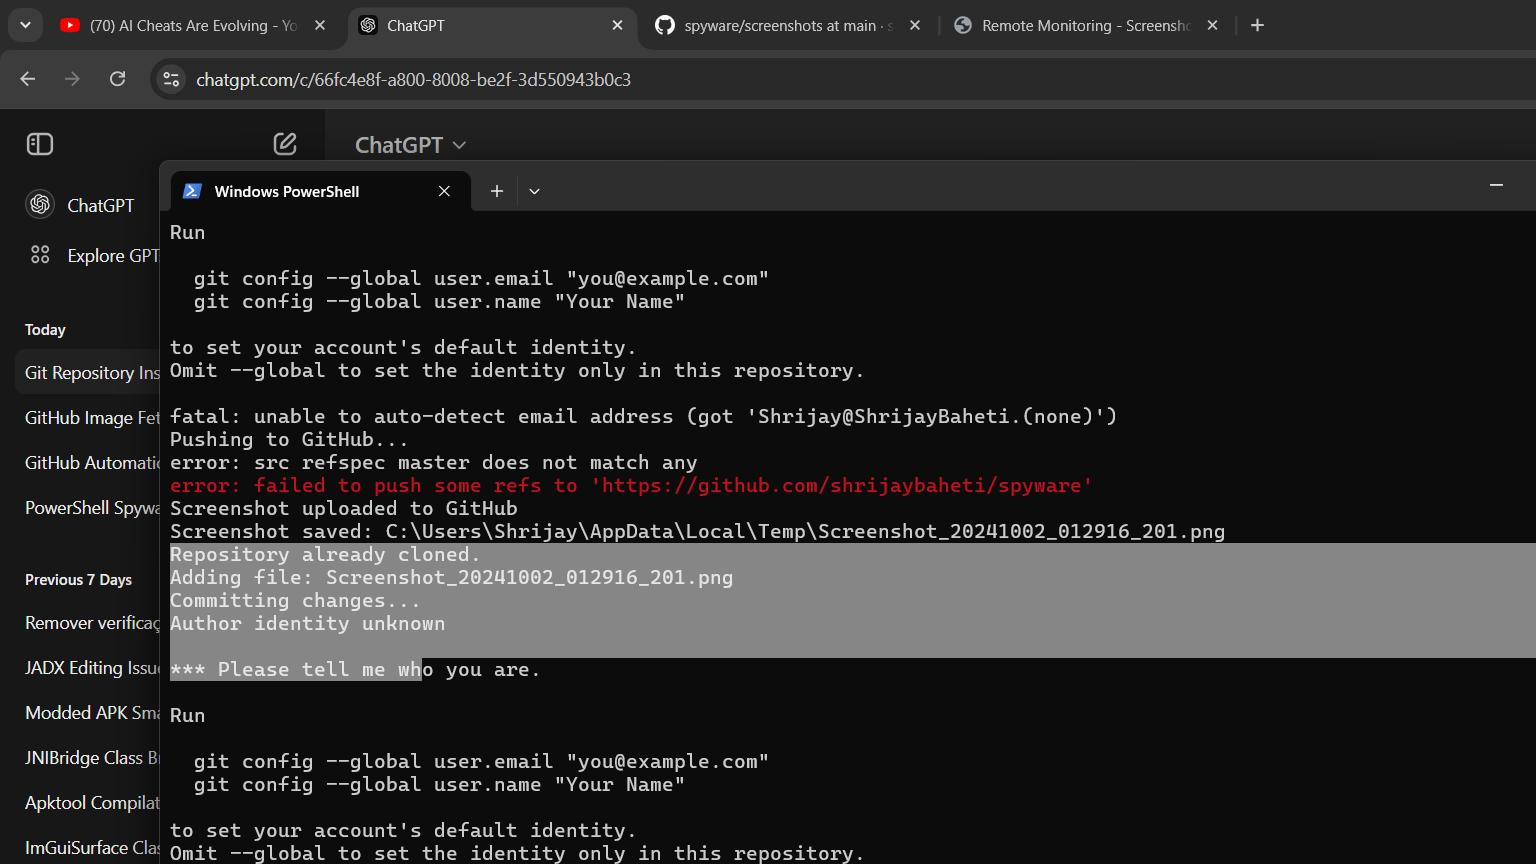 (70) AI Cheats Are Evolving - Yo
ChatGPT
spyware/screenshots at main · s
Remote Monitoring - Screensho
chatgpt.com/c/66fc4e8f-a800-8008-be2f-3d550943b0c3
ChatGPT
ChatGPT
Explore GPT
Today
Git Repository Ins
GitHub Image Fet
GitHub Automatic
PowerShell Spywa
Previous 7 Days
Remover verificaç
JADX Editing Issue
Modded APK Sma
JNIBridge Class Br
Apktool Compilat
ImGuiSurface Clas
Windows PowerShell
Run
git config --global user.email "you@example.com"
git config --global user.name "Your Name"
to set your account's default identity.
Omit --global to set the identity only in this repository.
fatal: unable to auto-detect email address (got 'Shrijay@ShrijayBaheti.(none)')
Pushing to GitHub...
error: src refspec master does not match any
error: failed to push some refs to 'https://github.com/shrijaybaheti/spyware'
Screenshot uploaded to GitHub
Screenshot saved: C:\Users\Shrijay\AppData\Local\Temp\Screenshot_20241002_012916_201.png
Repository already cloned.
Adding file: Screenshot_20241002_012916_201.png
Committing changes...
Author identity unknown
*** Please tell me who you are.
Run
git config --global user.email "you@example.com"
git config --global user.name "Your Name"
to set your account's default identity.
Omit --global to set the identity only in this repository.